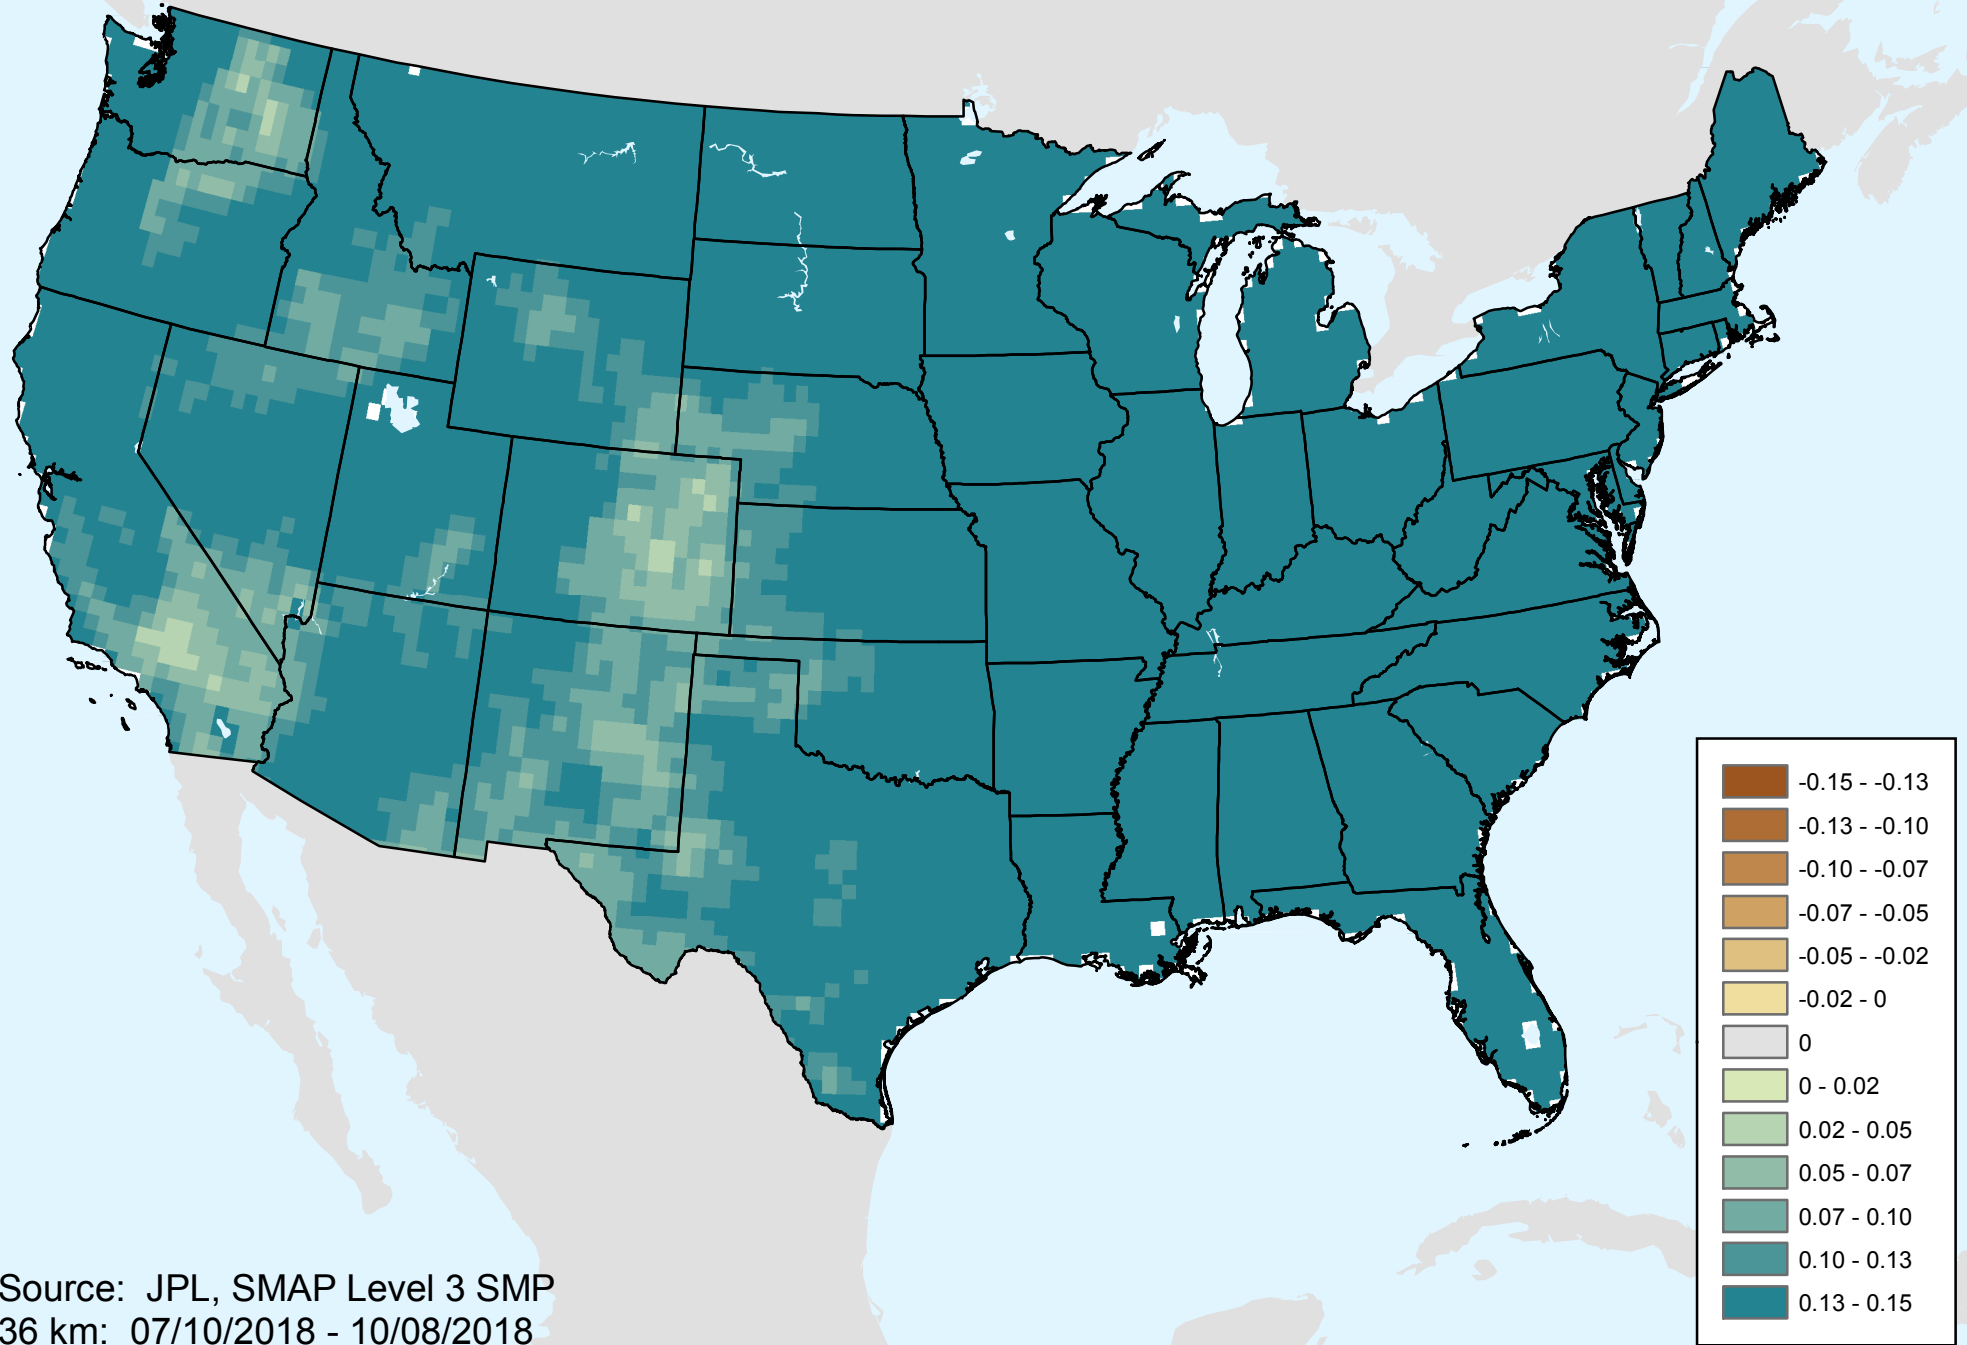 -0.15 - -0.13
-0.13 - -0.10
-0.10 - -0.07
-0.07 - -0.05
-0.05 - -0.02
-0.02 - 0
0
0 - 0.02
0.02 - 0.05
0.05 - 0.07
0.07 - 0.10
0.10 - 0.13
0.13 - 0.15
Source: JPL, SMAP Level 3 SMP
36 km: 07/10/2018 - 10/08/2018